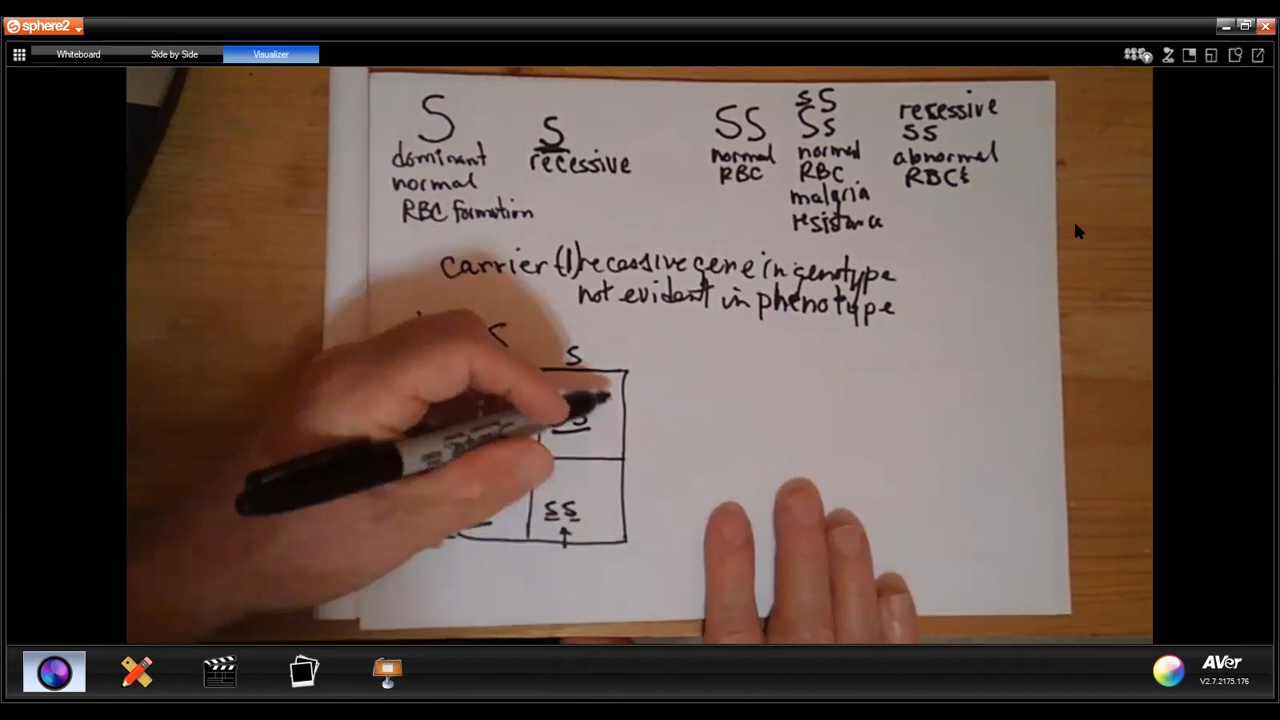 sphere2
Whiteboard
Side by Side
Visualizer
S
dominant
normal
RBC formation
s
recessive
SS
normal
RBC
sS
Ss
normal
RBC
malaria
resistance
recessive
ss
abnormal
RBCs
carrier (1) recessive gene in genotype
not evident in phenotype
s
ss
AVer
V2.7.2175.176